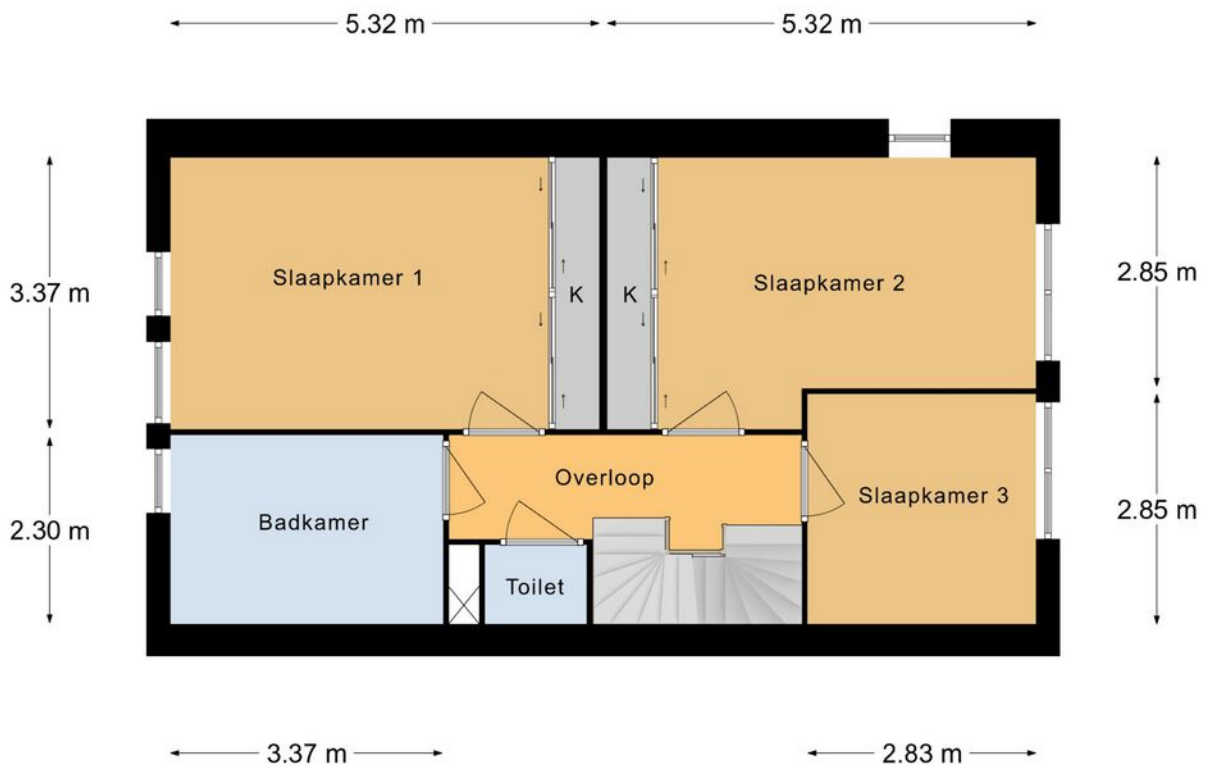 5.32 m
5.32 m
3.37 m
Slaapkamer 1
K
K
Slaapkamer 2
2.85 m
2.30 m
Badkamer
Overloop
Toilet
Slaapkamer 3
2.85 m
3.37 m
2.83 m